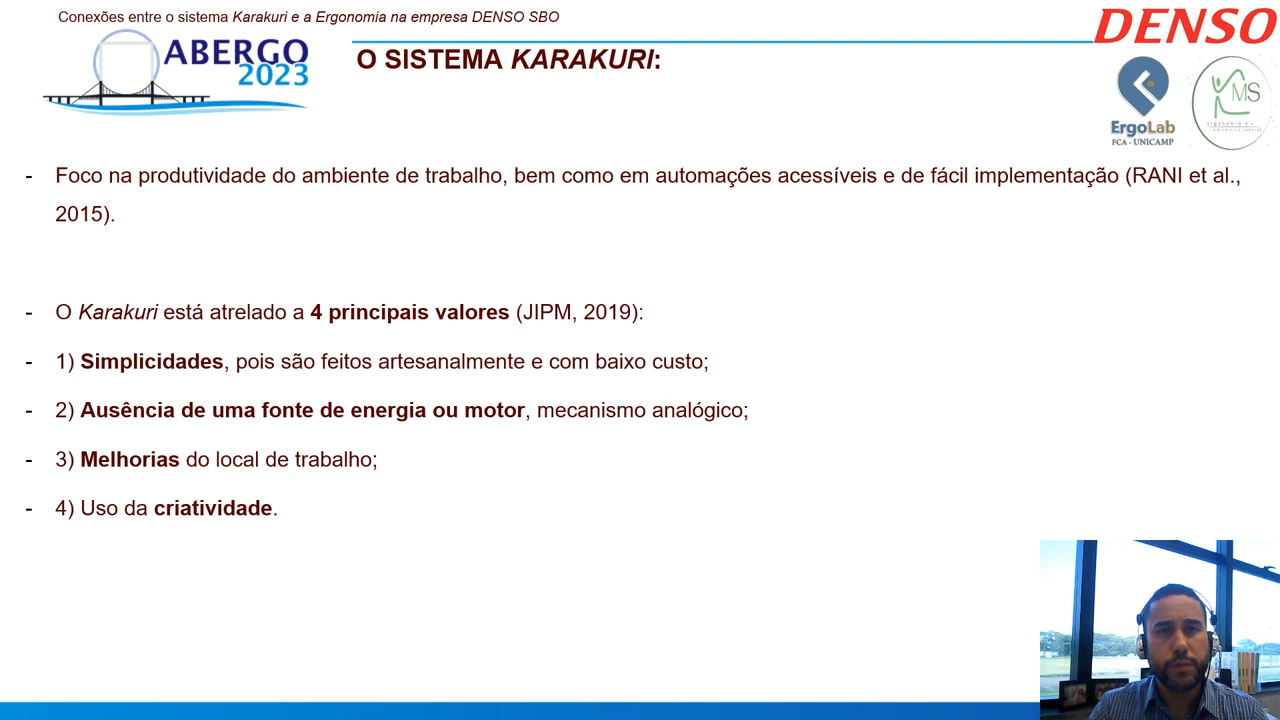 Conexões entre o sistema Karakuri e a Ergonomia na empresa DENSO SBO
ABERGO
2023
O SISTEMA KARAKURI:
DENSO
ErgoLab
FCA - UNICAMP
MS
- Foco na produtividade do ambiente de trabalho, bem como em automações acessíveis e de fácil implementação (RANI et al.,
2015).
- O Karakuri está atrelado a 4 principais valores (JIPM, 2019):
- 1) Simplicidades, pois são feitos artesanalmente e com baixo custo;
- 2) Ausência de uma fonte de energia ou motor, mecanismo analógico;
- 3) Melhorias do local de trabalho;
- 4) Uso da criatividade.